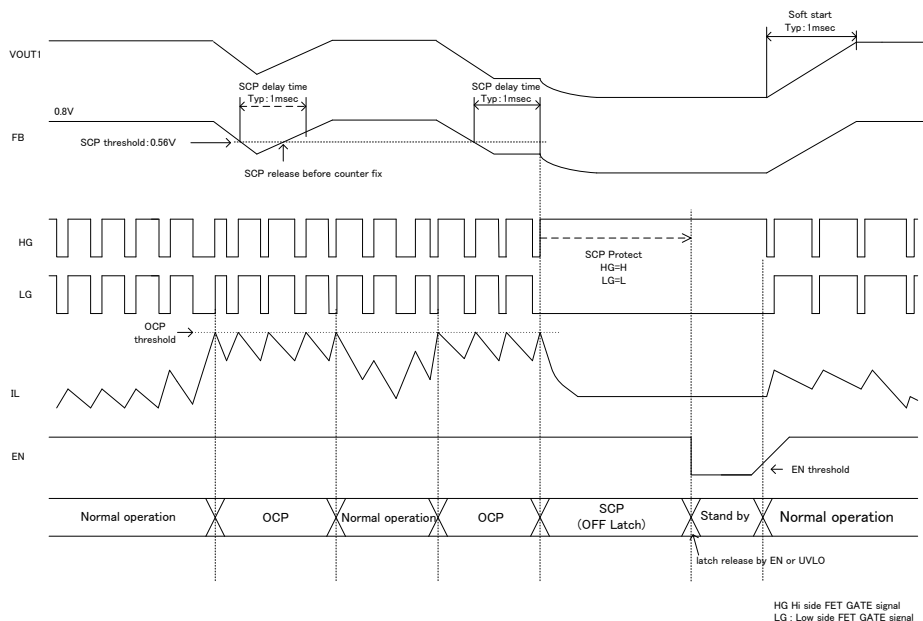 Soft start
Typ:1msec
VOUT1
SCP delay time
Typ:1msec
SCP delay time
Typ:1msec
0.8V
FB
SCP threshold:0.56V
SCP release before counter fix
HG
SCP Protect
HG=H
LG=L
LG
OCP
threshold
IL
EN
EN threshold
Normal operation
OCP
Normal operation
OCP
SCP
(OFF Latch)
Stand by
Normal operation
latch release by EN or UVLO
HG Hi side FET GATE signal
LG : Low side FET GATE signal